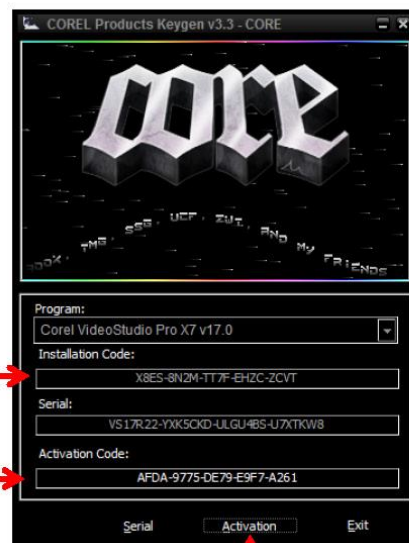 COREL Products Keygen v3.3 - CORE
core
TMG, SSG, UCF, ZWT, AND MY FRIENDS
Program:
Corel VideoStudio Pro X7 v17.0
Installation Code:
X8ES-8N2M-TT7F-EHZC-ZCVT
Serial:
VS17R22-YXK5CKD-ULGU4BS-U7XTKW8
Activation Code:
AFDA-9775-DE79-E9F7-A261
Serial Activation Exit